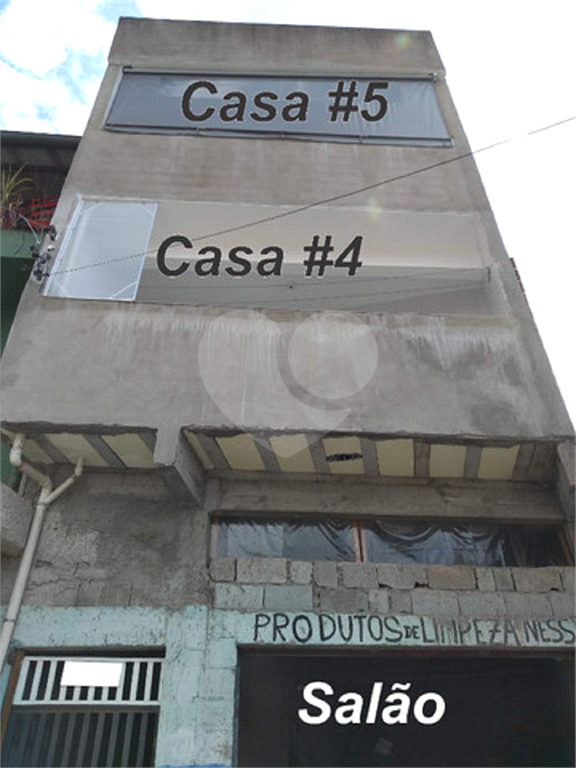 Casa #5
Casa #4
PRODUTOS DE LIMPEZA NESS
Salão